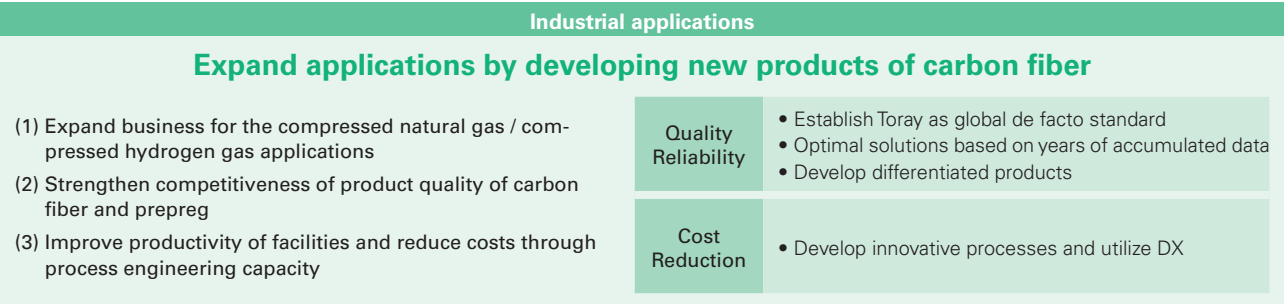 Industrial applications
Expand applications by developing new products of carbon fiber
(1) Expand business for the compressed natural gas / com-
pressed hydrogen gas applications
(2) Strengthen competitiveness of product quality of carbon
fiber and prepreg
(3) Improve productivity of facilities and reduce costs through
process engineering capacity
Quality
Reliability
• Establish Toray as global de facto standard
• Optimal solutions based on years of accumulated data
• Develop differentiated products
Cost
Reduction
• Develop innovative processes and utilize DX